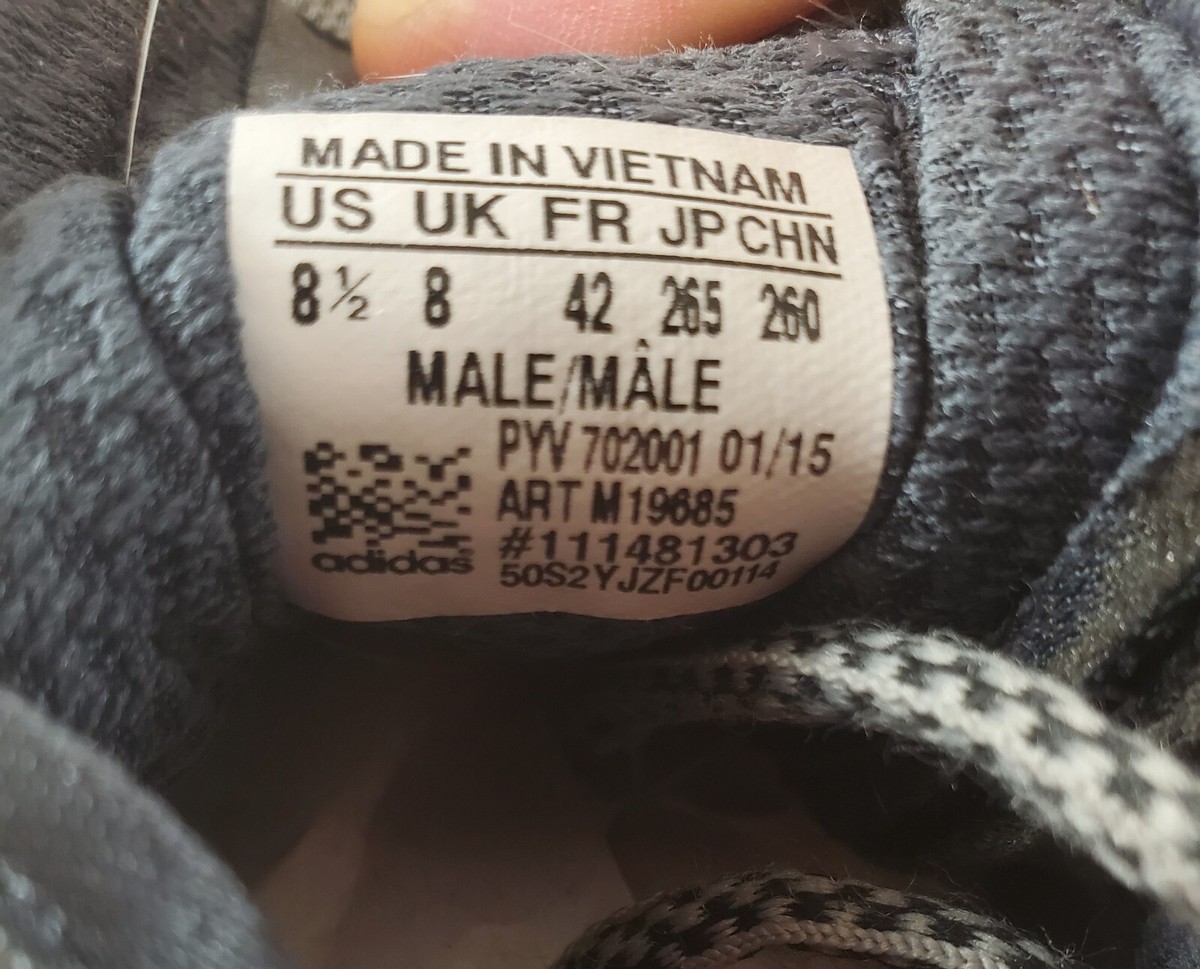 MADE IN VIETNAM
US UK FR JP CHN
8½ 8 42 265 260
MALE/MÂLE
PYV 702001 01/15
ART M19685
#111481303
50S2YJZF00114
adidas